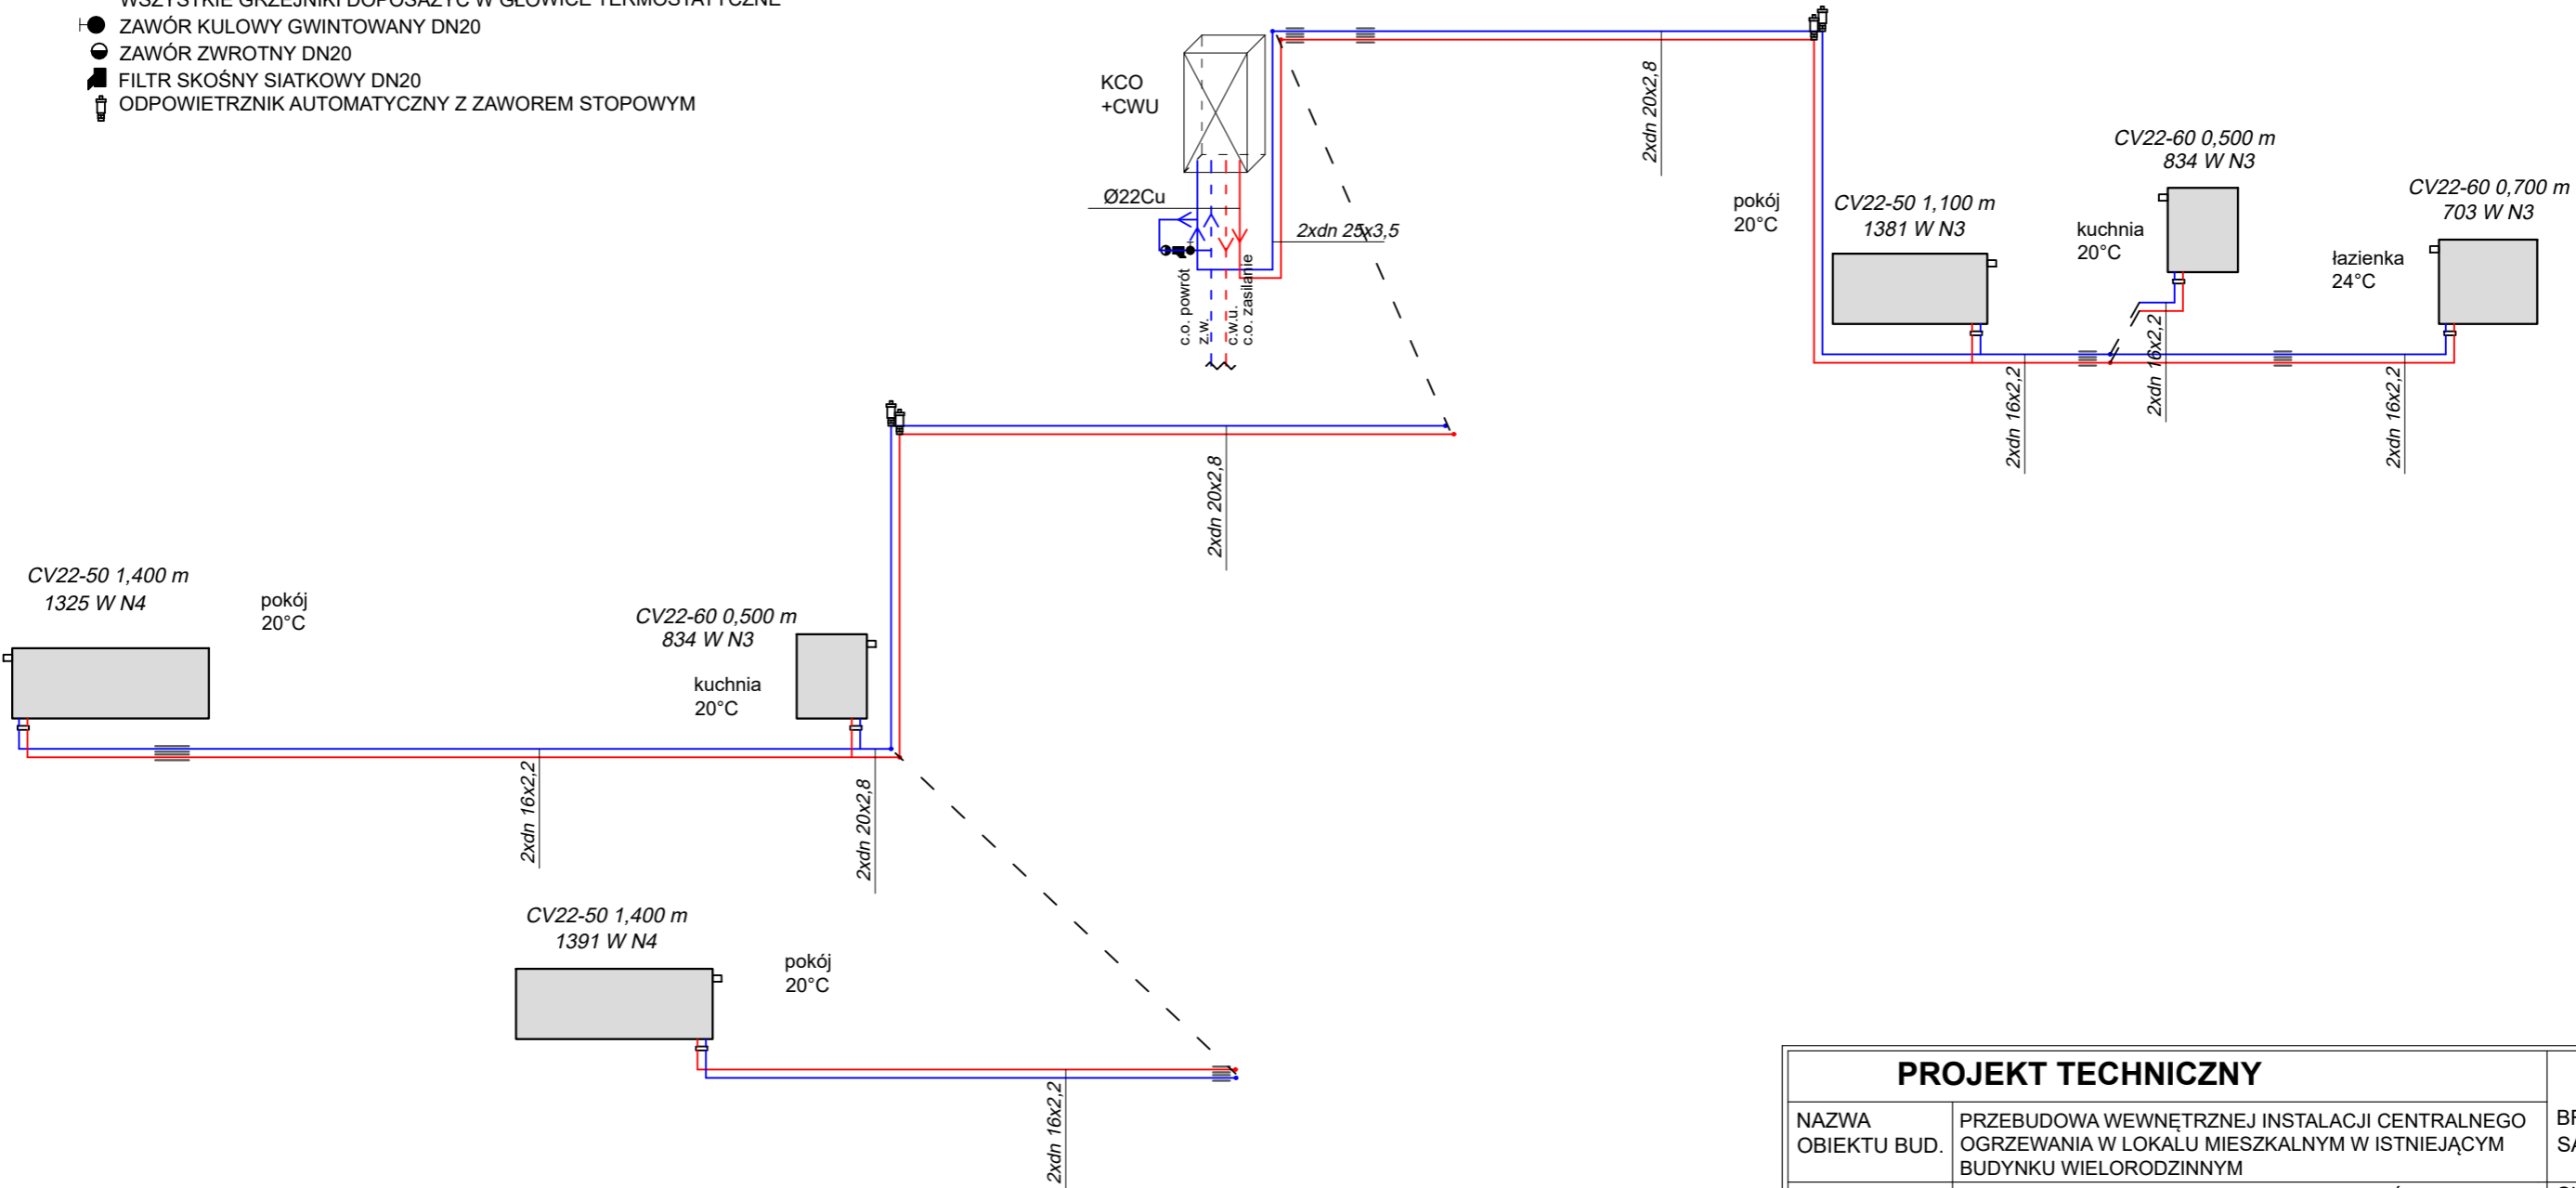 WSZYSTKIE GRZEJNIKI DOPOSAŻYĆ W GŁOWICE TERMOSTATYCZNE
ZAWÓR KULOWY GWINTOWANY DN20
ZAWÓR ZWROTNY DN20
FILTR SKOŚNY SIATKOWY DN20
ODPOWIETRZNIK AUTOMATYCZNY Z ZAWOREM STOPOWYM
KCO
+CWU
Ø22Cu
2xdn 25x3,5
c.o. powrót
z.w.
c.w.u.
c.o. zasilanie
2xdn 20x2,8
pokój
20°C
CV22-50 1,100 m
1381 W N3
kuchnia
20°C
CV22-60 0,500 m
834 W N3
łazienka
24°C
CV22-60 0,700 m
703 W N3
2xdn 16x2,2
2xdn 16x2,2
2xdn 16x2,2
2xdn 20x2,8
CV22-50 1,400 m
1325 W N4
pokój
20°C
CV22-60 0,500 m
834 W N3
kuchnia
20°C
2xdn 16x2,2
2xdn 20x2,8
CV22-50 1,400 m
1391 W N4
pokój
20°C
2xdn 16x2,2
PROJEKT TECHNICZNY
NAZWA
OBIEKTU BUD.
PRZEBUDOWA WEWNĘTRZNEJ INSTALACJI CENTRALNEGO
OGRZEWANIA W LOKALU MIESZKALNYM W ISTNIEJĄCYM
BUDYNKU WIELORODZINNYM